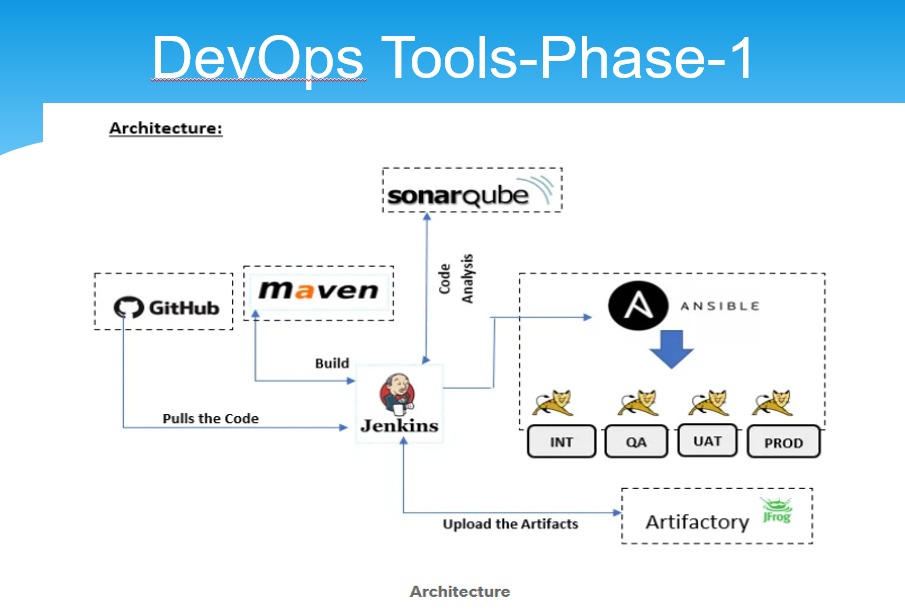 DevOps Tools-Phase-1
Architecture:
sonarqube
Code
Analysis
GitHub
maven
ANSIBLE
Build
Jenkins
Pulls the Code
INT
QA
UAT
PROD
Upload the Artifacts
Artifactory
JFrog
Architecture